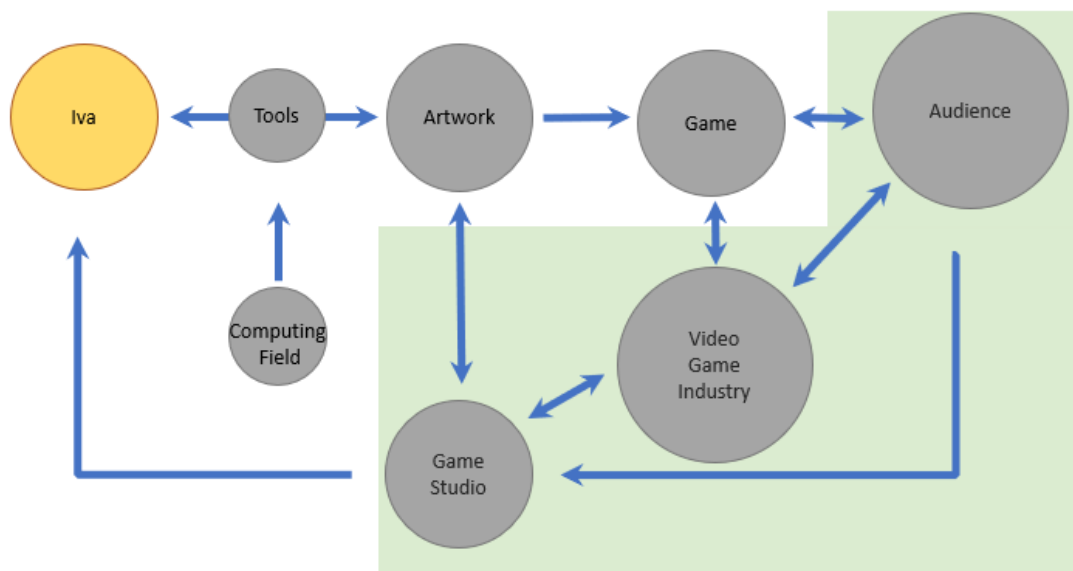 Iva
Tools
Artwork
Game
Audience
Computing
Field
Video
Game
Industry
Game
Studio